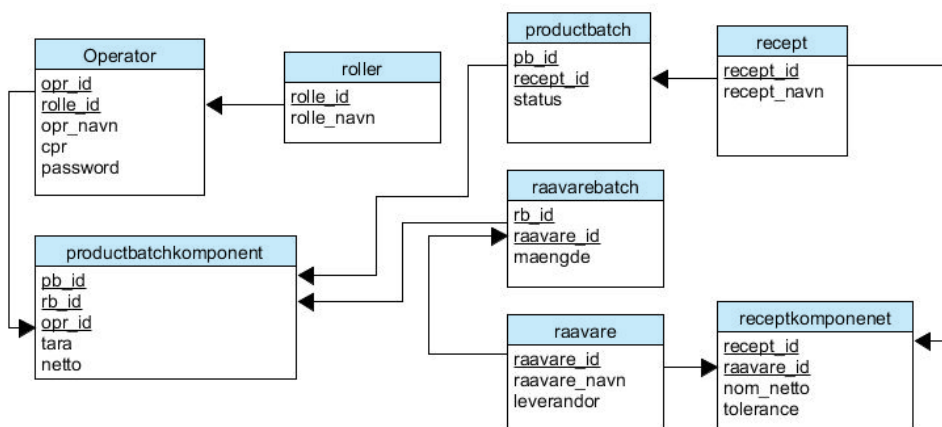 Operator
opr_id
rolle_id
opr_navn
cpr
password
roller
rolle_id
rolle_navn
productbatch
pb_id
recept_id
status
recept
recept_id
recept_navn
productbatchkomponent
pb_id
rb_id
opr_id
tara
netto
raavarebatch
rb_id
raavare_id
maengde
raavare
raavare_id
raavare_navn
leverandor
receptkomponenet
recept_id
raavare_id
nom_netto
tolerance